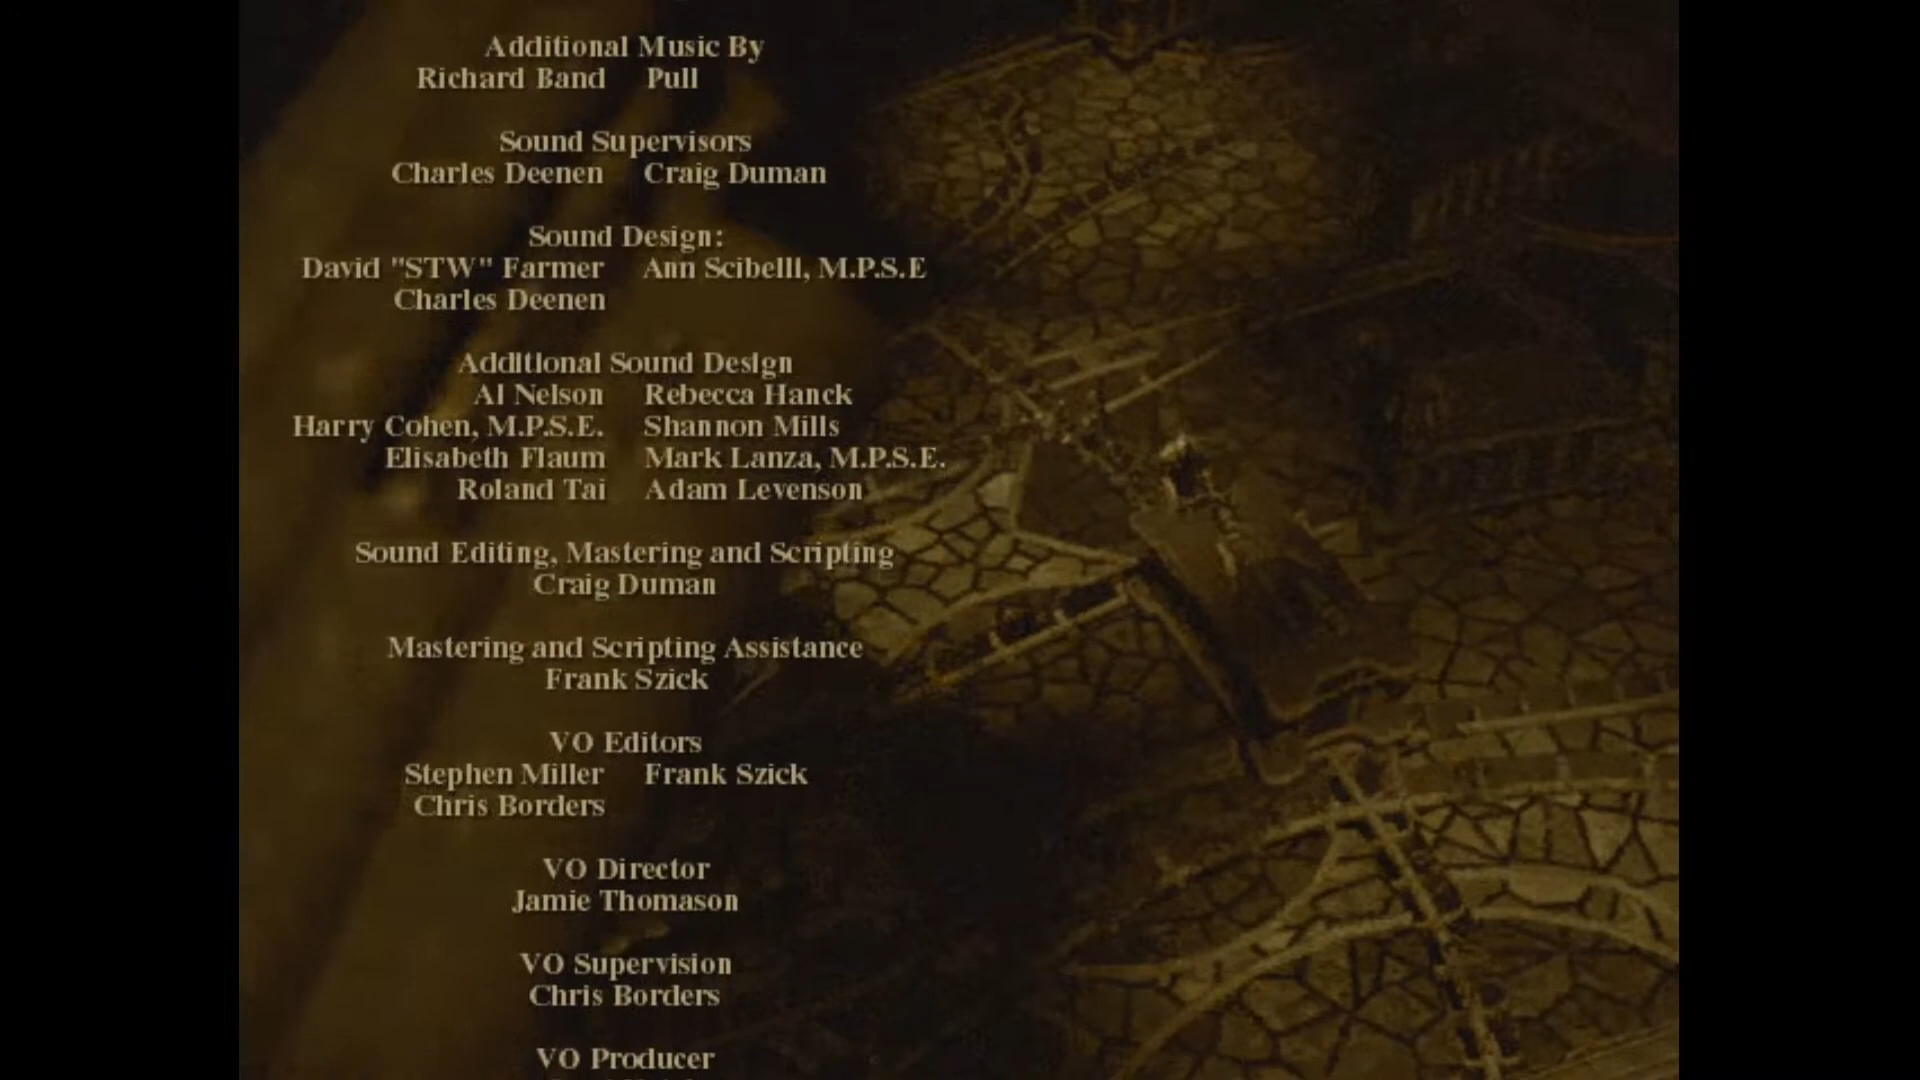 Additional Music By
Richard Band Pull
Sound Supervisors
Charles Deenen Craig Duman
Sound Design:
David "STW" Farmer Ann Scibelli, M.P.S.E
Charles Deenen
Additional Sound Design
Al Nelson Rebecca Hanck
Harry Cohen, M.P.S.E. Shannon Mills
Elisabeth Flaum Mark Lanza, M.P.S.E.
Roland Tai Adam Levenson
Sound Editing, Mastering and Scripting
Craig Duman
Mastering and Scripting Assistance
Frank Szick
VO Editors
Stephen Miller Frank Szick
Chris Borders
VO Director
Jamie Thomason
VO Supervision
Chris Borders
VO Producer